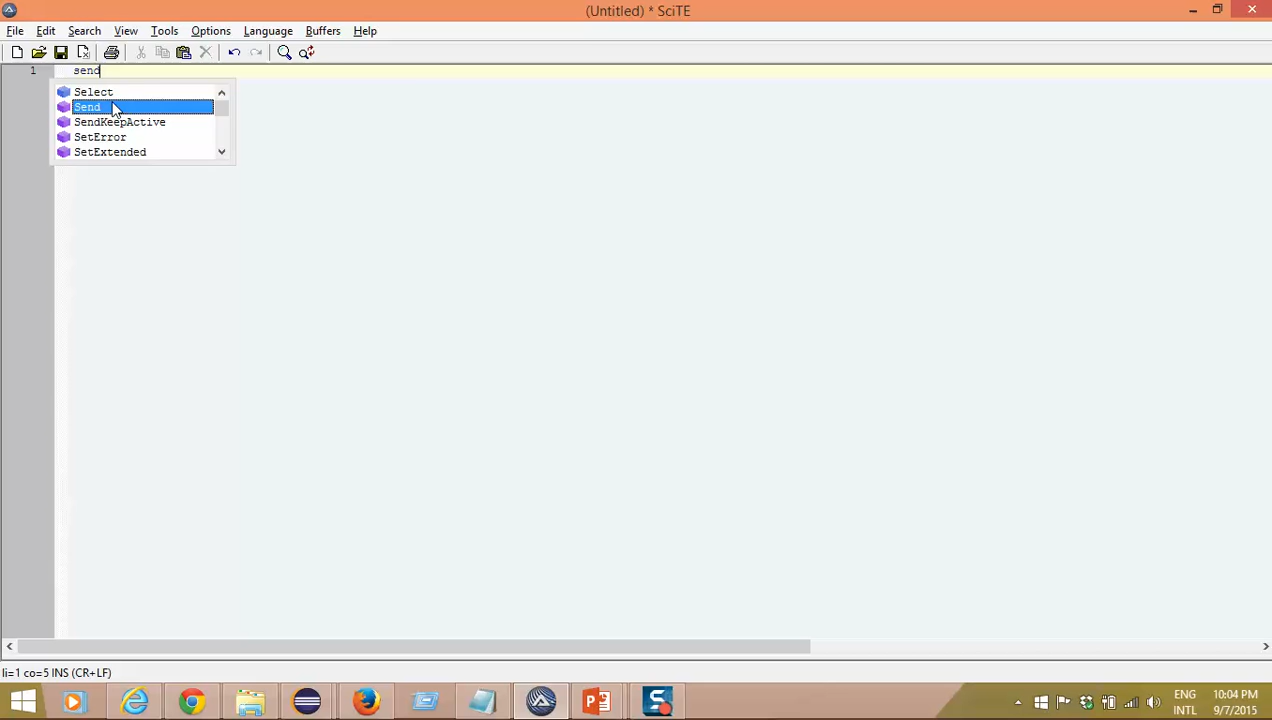 (Untitled) * SciTE
File Edit Search View Tools Options Language Buffers Help
1 send
Select
Send
SendKeepActive
SetError
SetExtended
li=1 co=5 INS (CR+LF)
ENG 10:04 PM
INTL 9/7/2015